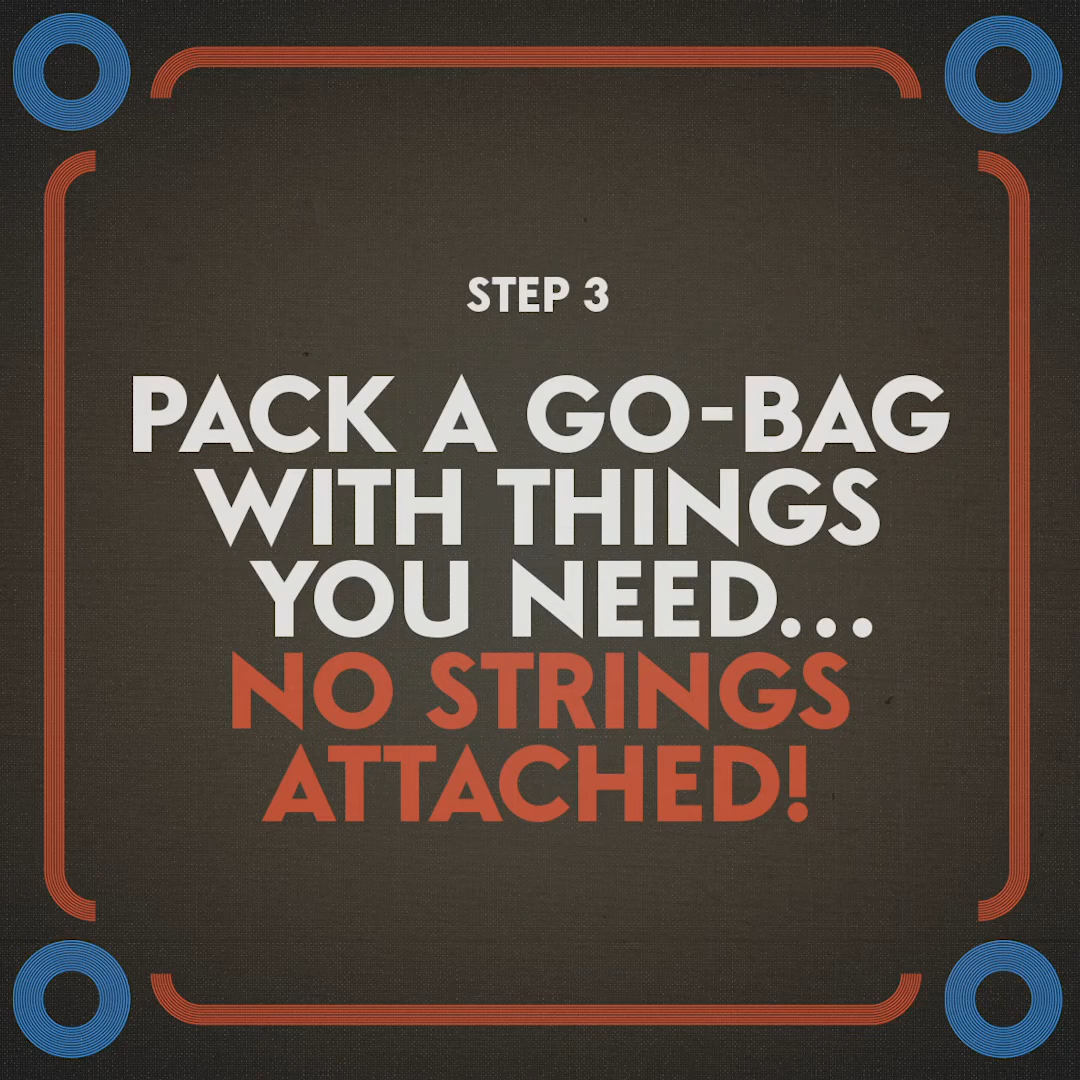 STEP 3
PACK A GO-BAG
WITH THINGS
YOU NEED...
NO STRINGS
ATTACHED!